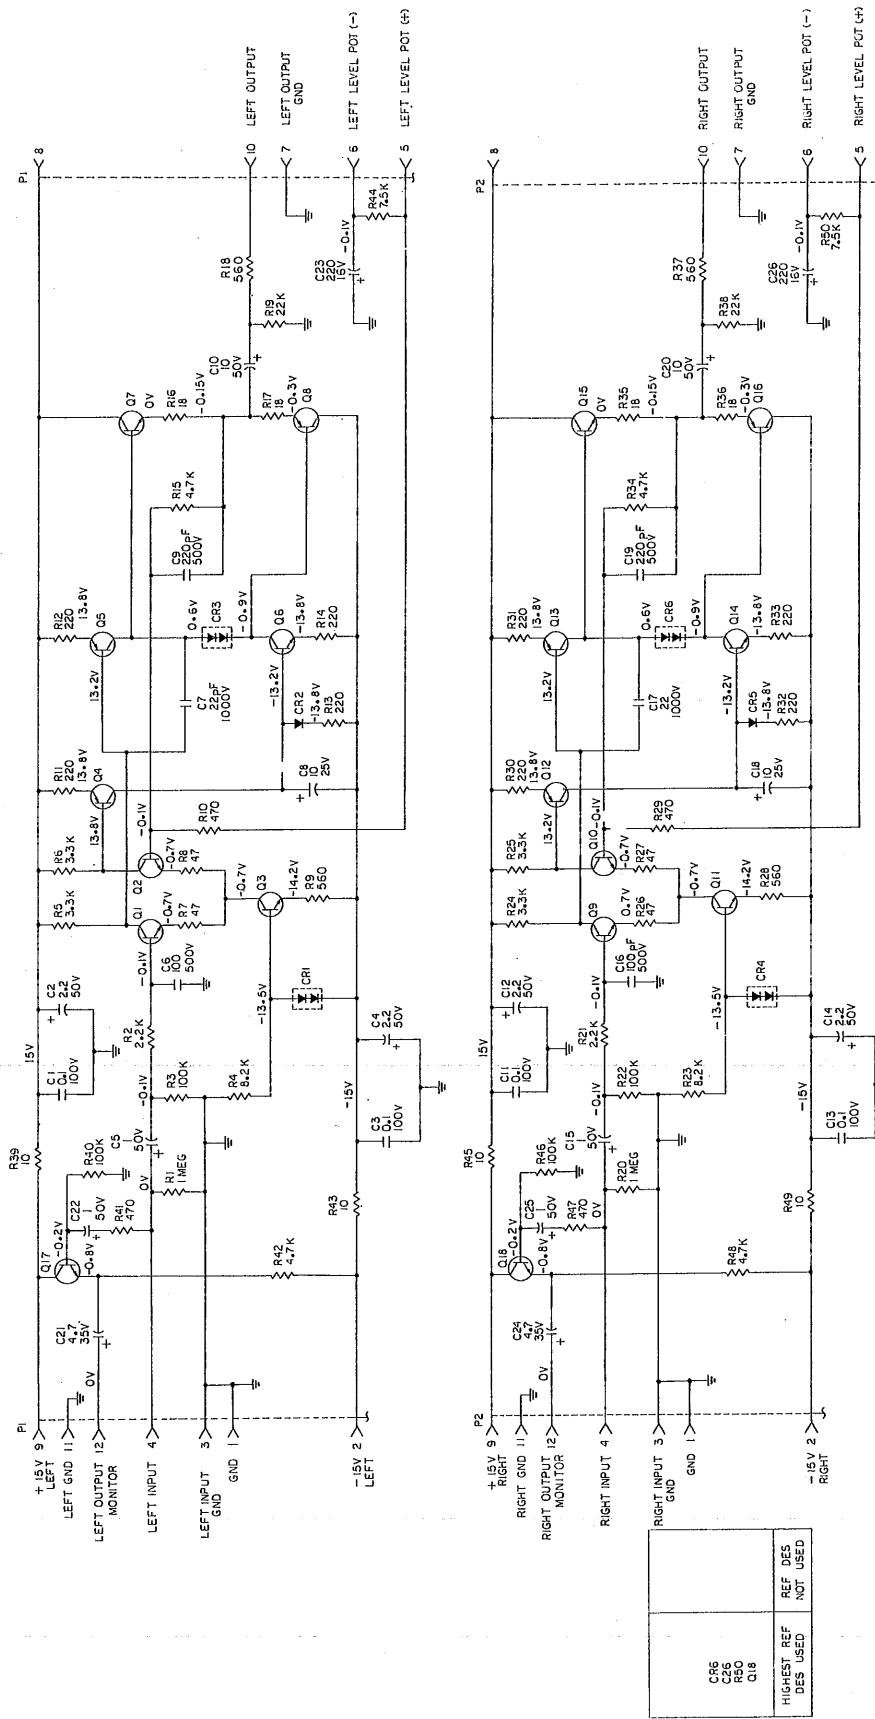 P1
+15V 9
LEFT
LEFT GND 11
LEFT OUTPUT 12
MONITOR
LEFT INPUT 4
LEFT INPUT 3
GND
GND 1
-15V 2
LEFT
C21
4.7
35V
0V
Q17
-0.2V
-0.8V
C22
1
50V
R41
470
R40
100K
R42
4.7K
0V
R1
1 MEG
C5
1
50V
R39
10
R43
10
15V
-15V
C1
0.1
100V
C2
2.2
50V
C3
0.1
100V
C4
2.2
50V
-0.1V
R3
100K
R4
8.2K
R2
2.2K
-0.1V
C6
100
500V
-13.5V
CR1
R5
3.3K
R6
3.3K
Q1
Q2
-0.7V
-0.7V
R7
47
R8
47
-0.7V
Q3
-14.2V
R9
560
-0.1V
R10
470
R11
220
13.8V
Q4
13.8V
C8
10
25V
R12
220
13.8V
Q5
13.2V
C7
22pF
1000V
0.6V
CR3
-0.9V
-13.2V
CR2
-13.8V
R13
220
Q6
-13.8V
R14
220
C9
220pF
500V
R15
4.7K
Q7
0V
R16
18
-0.15V
R17
18
-0.3V
Q8
C10
10
50V
R19
22K
R18
560
C23
220
16V
-0.1V
R44
7.5K
P1
8
10 LEFT OUTPUT
7 LEFT OUTPUT
GND
6 LEFT LEVEL POT (-)
5 LEFT LEVEL POT (+)
P2
+15V 9
RIGHT
RIGHT GND 11
RIGHT OUTPUT 12
MONITOR
RIGHT INPUT 4
RIGHT INPUT 3
GND
GND 1
-15V 2
RIGHT
C24
4.7
35V
0V
Q18
-0.2V
-0.8V
C25
1
50V
R47
470
R46
100K
R48
4.7K
0V
R20
1 MEG
C15
1
50V
R45
10
R49
10
15V
-15V
C11
0.1
100V
C12
2.2
50V
C13
0.1
100V
C14
2.2
50V
-0.1V
R22
100K
R23
8.2K
R21
2.2K
-0.1V
C16
100pF
500V
-13.5V
CR4
R24
3.3K
R25
3.3K
Q9
Q10
0.7V
-0.7V
R26
47
R27
47
-0.7V
Q11
-14.2V
R28
560
-0.1V
R29
470
R30
220
13.8V
Q12
13.2V
C18
10
25V
R31
220
13.8V
Q13
13.2V
C17
22
1000V
0.6V
CR6
-0.9V
-13.2V
CR5
-13.8V
R32
220
Q14
-13.8V
R33
220
C19
220pF
500V
R34
4.7K
Q15
0V
R35
18
-0.15V
R36
18
-0.3V
Q16
C20
10
50V
R38
22K
R37
560
C26
220
16V
-0.1V
R50
7.5K
P2
8
10 RIGHT OUTPUT
7 RIGHT OUTPUT
GND
6 RIGHT LEVEL POT (-)
5 RIGHT LEVEL POT (+)
CR6
C26
R50
Q18
HIGHEST REF
DES USED
REF DES
NOT USED